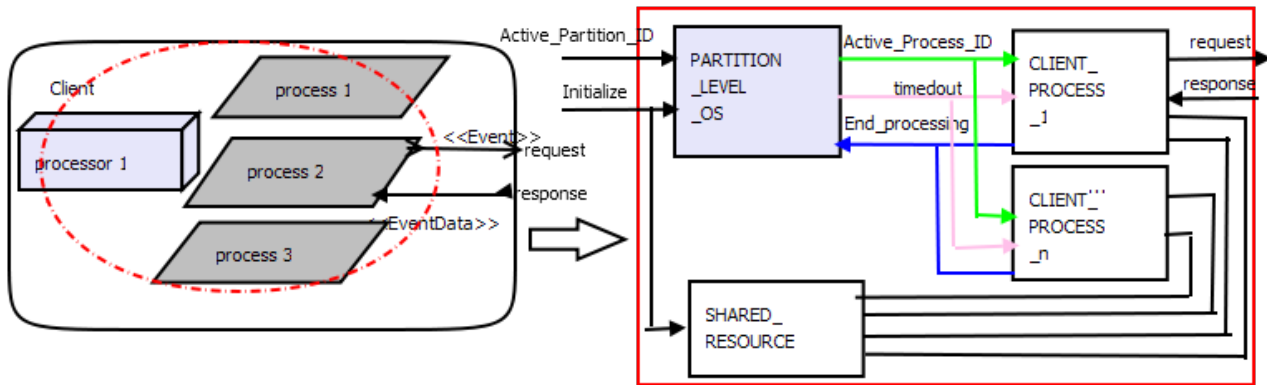 Client
processor 1
process 1
process 2
process 3
<<Event>>
request
response
<<EventData>>
Active_Partition_ID
Initialize
PARTITION
_LEVEL
_OS
Active_Process_ID
timedout
End_processing
CLIENT_
PROCESS
_1
request
response
...
CLIENT_
PROCESS
_n
SHARED_
RESOURCE